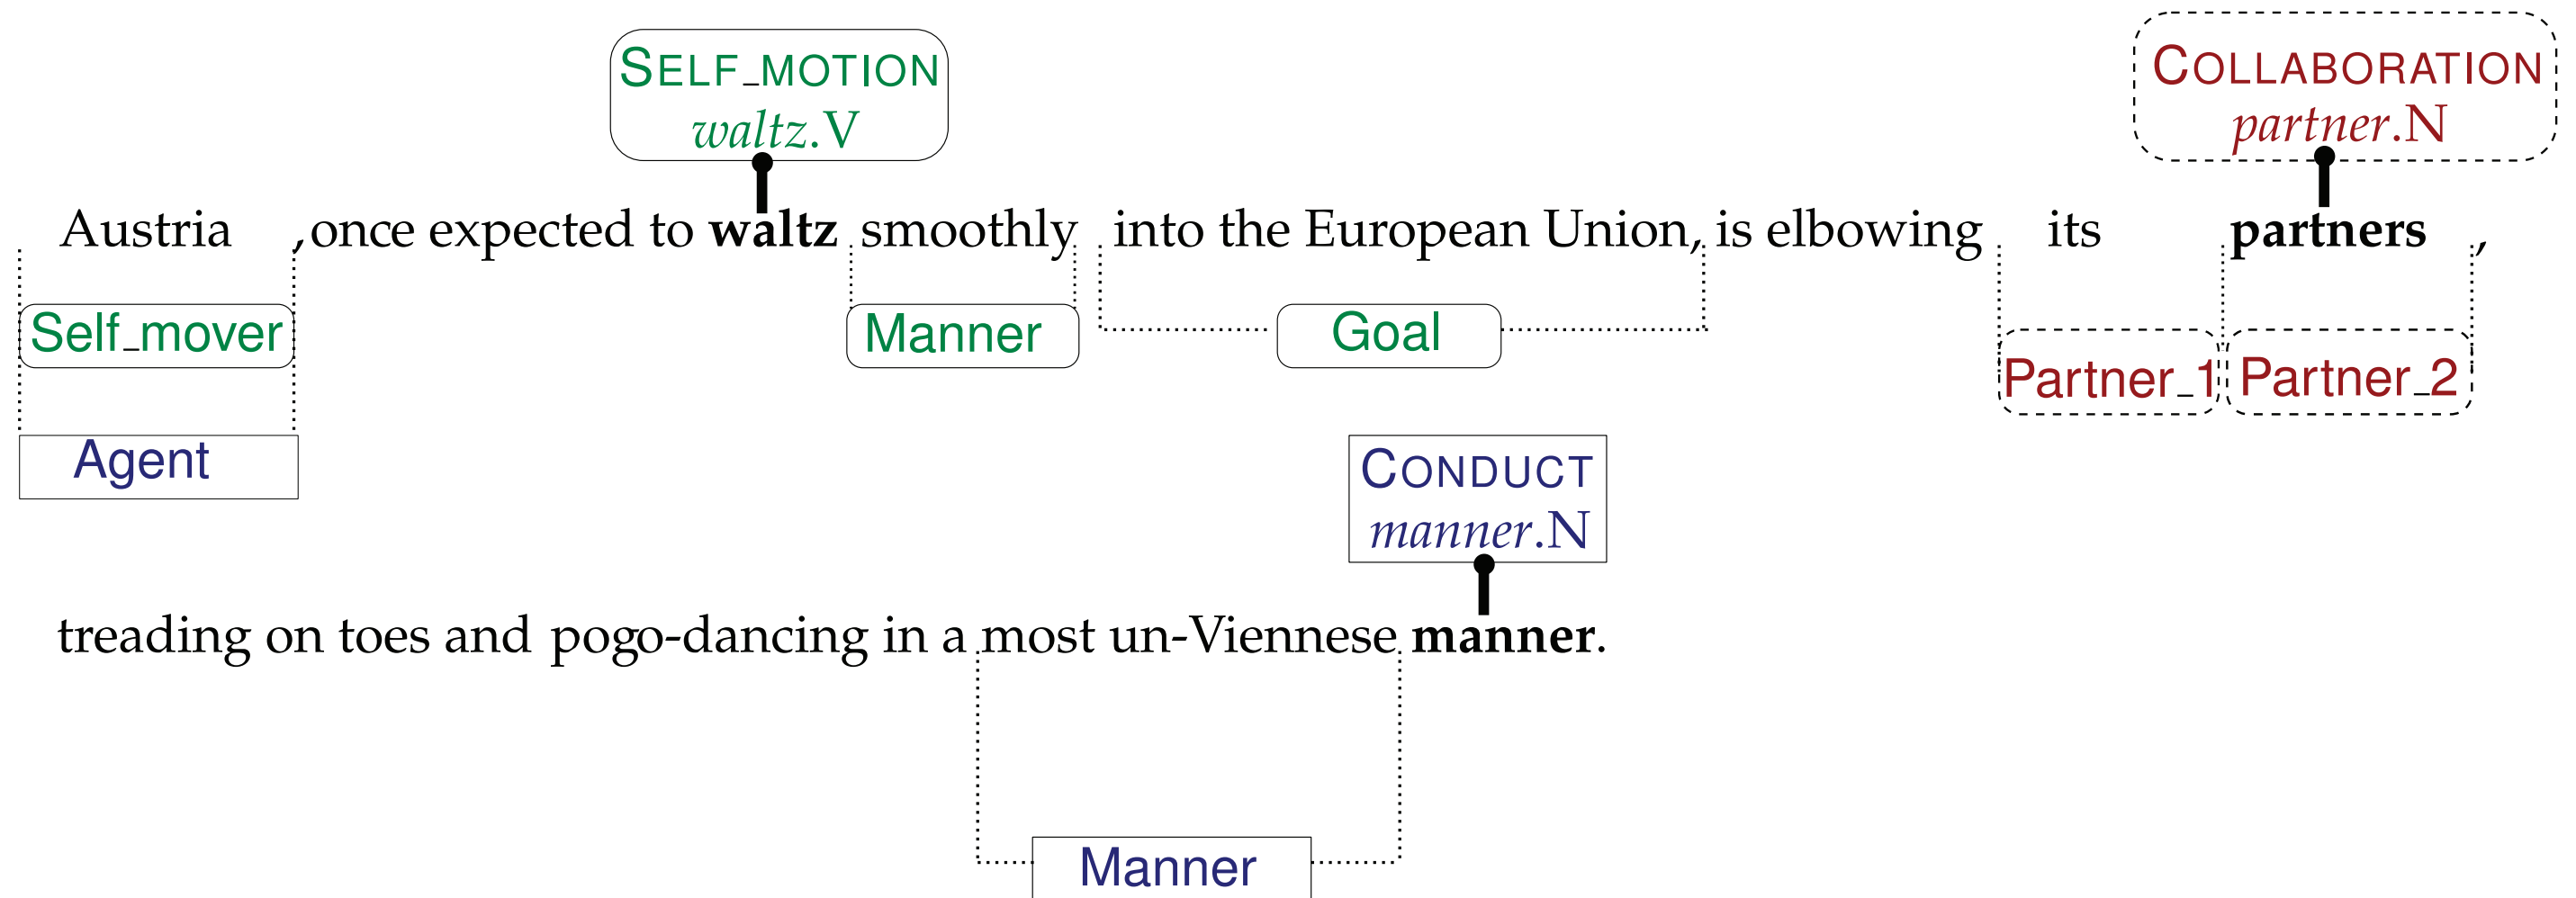 SELF_MOTION
waltz.V
COLLABORATION
partner.N
Austria , once expected to waltz smoothly into the European Union, is elbowing its partners ,
Self_mover Manner Goal Partner_1 Partner_2
Agent
CONDUCT
manner.N
treading on toes and pogo-dancing in a most un-Viennese manner.
Manner